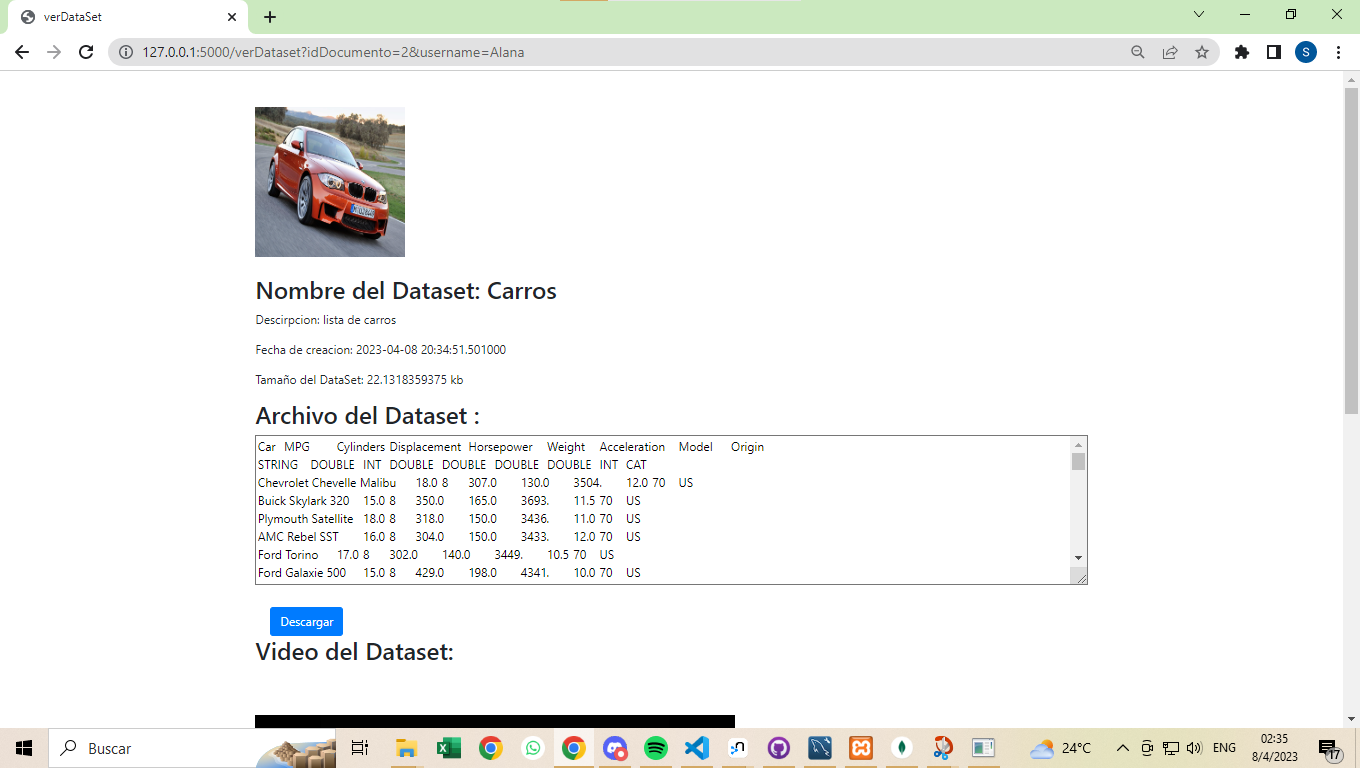 verDataSet
127.0.0.1:5000/verDataset?idDocumento=2&username=Alana
S
Nombre del Dataset: Carros
Descirpcion: lista de carros
Fecha de creacion: 2023-04-08 20:34:51.501000
Tamaño del DataSet: 22.1318359375 kb
Archivo del Dataset :
Car MPG Cylinders Displacement Horsepower Weight Acceleration Model Origin
STRING DOUBLE INT DOUBLE DOUBLE DOUBLE DOUBLE INT CAT
Chevrolet Chevelle Malibu 18.0 8 307.0 130.0 3504. 12.0 70 US
Buick Skylark 320 15.0 8 350.0 165.0 3693. 11.5 70 US
Plymouth Satellite 18.0 8 318.0 150.0 3436. 11.0 70 US
AMC Rebel SST 16.0 8 304.0 150.0 3433. 12.0 70 US
Ford Torino 17.0 8 302.0 140.0 3449. 10.5 70 US
Ford Galaxie 500 15.0 8 429.0 198.0 4341. 10.0 70 US
Descargar
Video del Dataset:
Buscar
24°C
ENG
02:35
8/4/2023
17